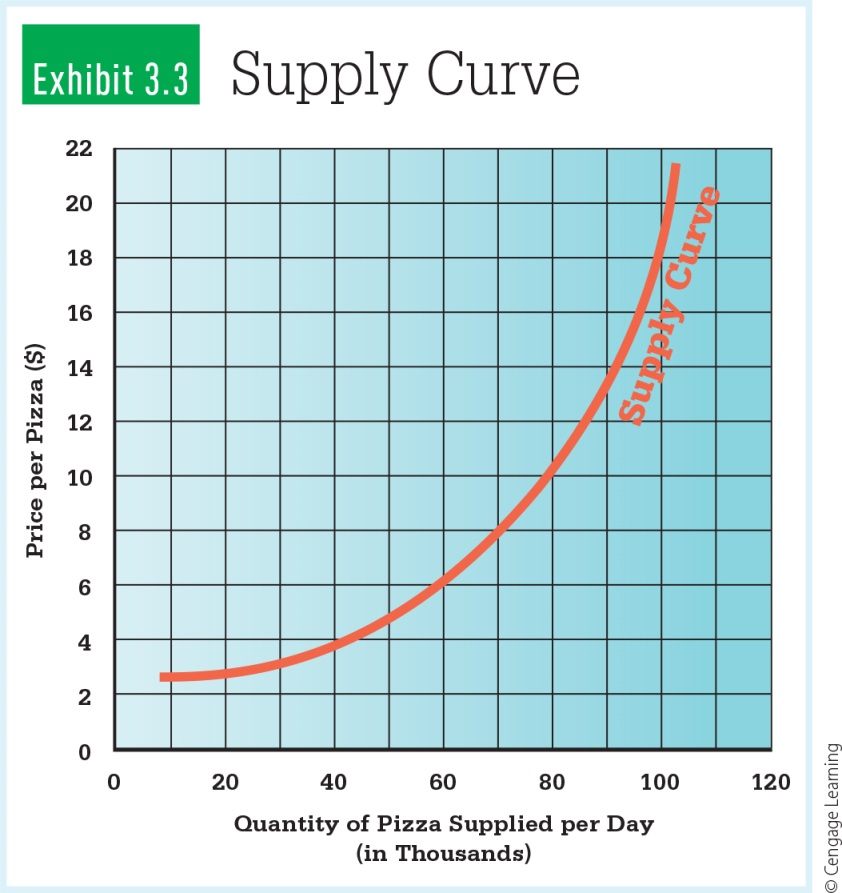 Exhibit 3.3 Supply Curve
22
20
18
16
14
12
10
8
6
4
2
0
Price per Pizza ($)
Supply Curve
0 20 40 60 80 100 120
Quantity of Pizza Supplied per Day
(in Thousands)
© Cengage Learning